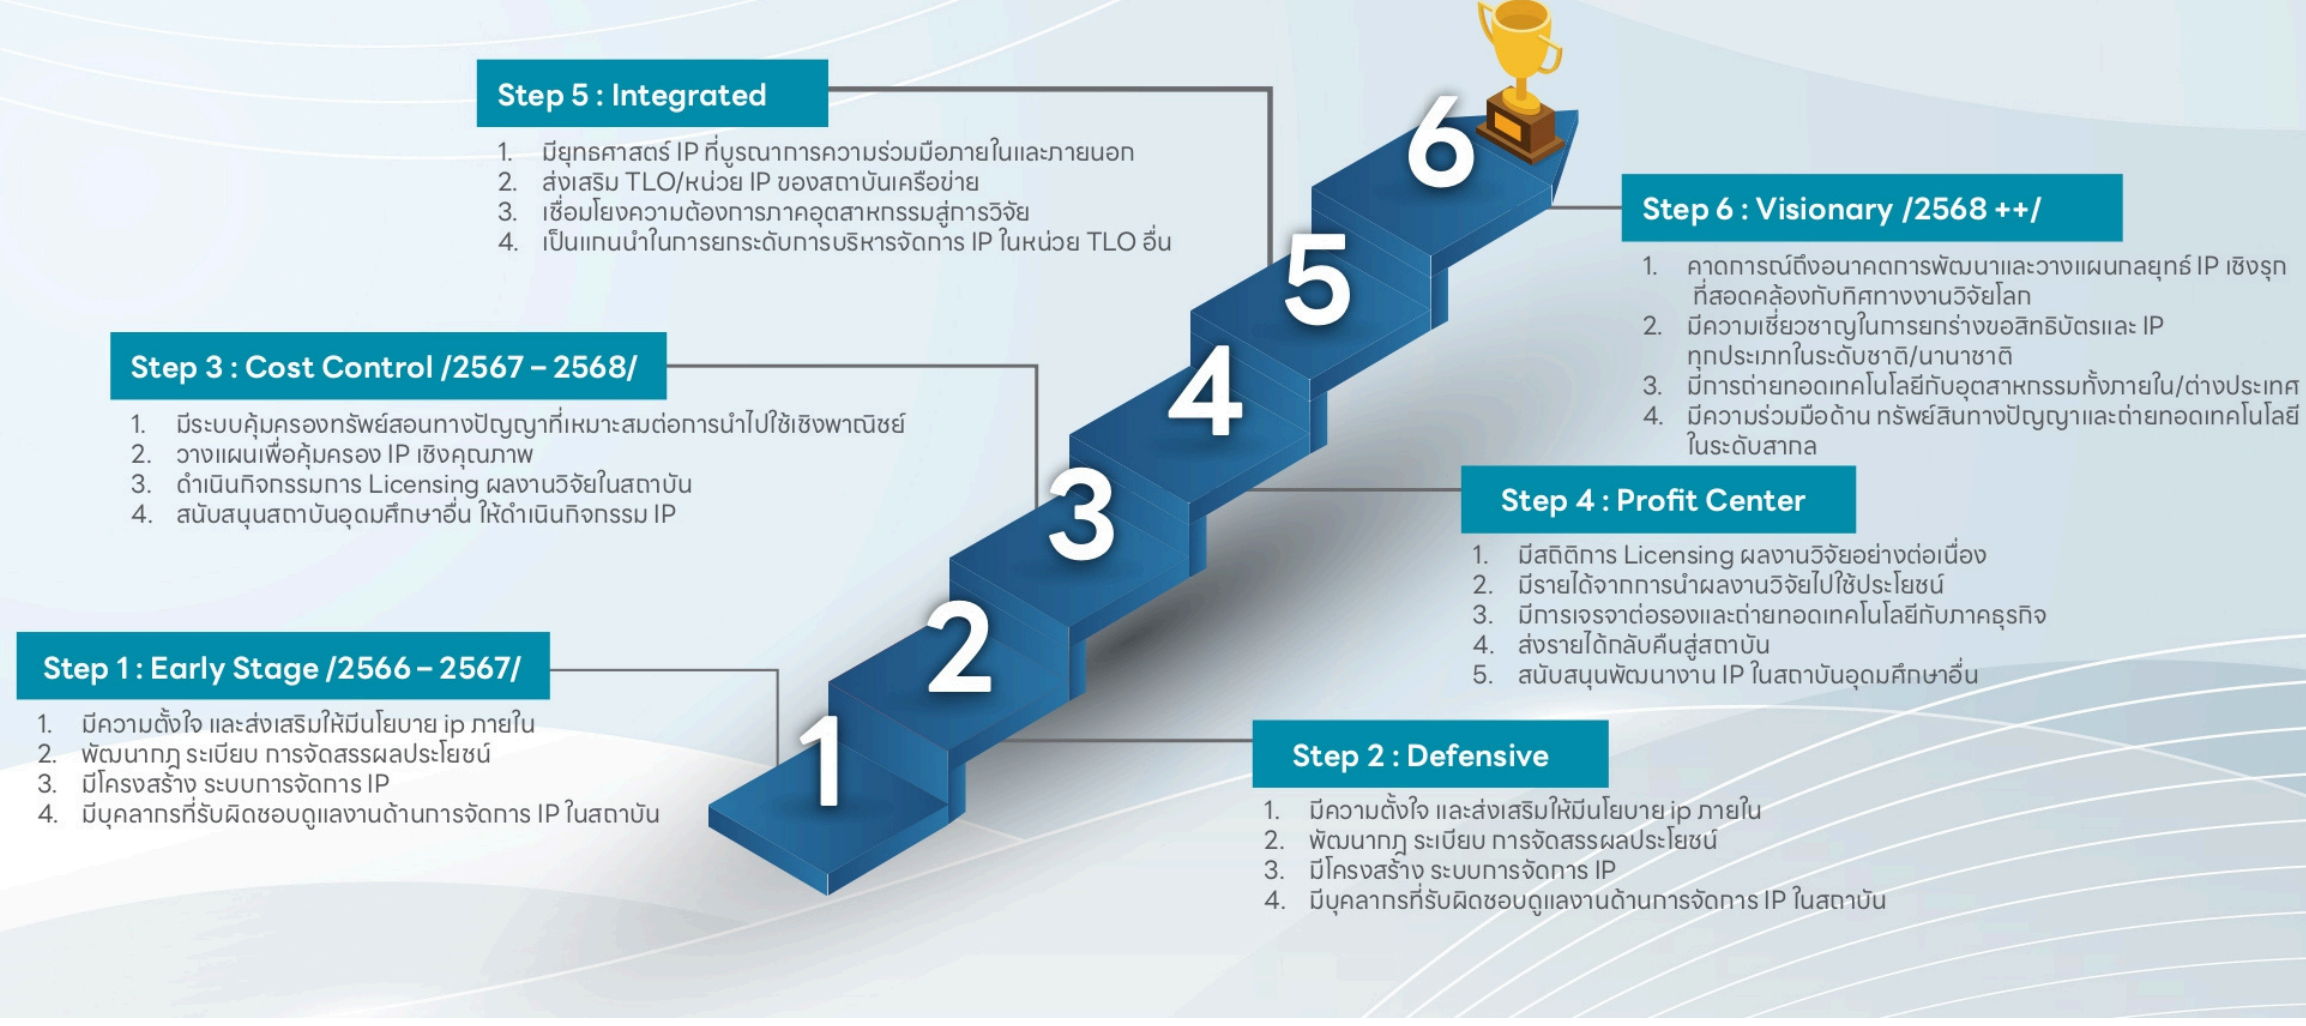 Step 5 : Integrated
1. มียุทธศาสตร์ IP ที่บูรณาการความร่วมมือภายในและภายนอก
2. ส่งเสริม TLO/หน่วย IP ของสถาบันเครือข่าย
3. เชื่อมโยงความต้องการภาคอุตสาหกรรมสู่การวิจัย
4. เป็นแกนนำในการยกระดับการบริหารจัดการ IP ในหน่วย TLO อื่น
6
Step 6 : Visionary /2568 ++/
1. คาดการณ์ถึงอนาคตการพัฒนาและวางแผนกลยุทธ์ IP เชิงรุก
ที่สอดคล้องกับทิศทางงานวิจัยโลก
2. มีความเชี่ยวชาญในการยกร่างขอสิทธิบัตรและ IP
ทุกประเภทในระดับชาติ/นานาชาติ
3. มีการถ่ายทอดเทคโนโลยีกับอุตสาหกรรมทั้งภายใน/ต่างประเทศ
4. มีความร่วมมือด้าน ทรัพย์สินทางปัญญาและถ่ายทอดเทคโนโลยี
ในระดับสากล
5
Step 3 : Cost Control /2567 – 2568/
1. มีระบบคุ้มครองทรัพย์สอนทางปัญญาที่เหมาะสมต่อการนำไปใช้เชิงพาณิชย์
2. วางแผนเพื่อคุ้มครอง IP เชิงคุณภาพ
3. ดำเนินกิจกรรมการ Licensing ผลงานวิจัยในสถาบัน
4. สนับสนุนสถาบันอุดมศึกษาอื่น ให้ดำเนินกิจกรรม IP
4
3
Step 4 : Profit Center
1. มีสถิติการ Licensing ผลงานวิจัยอย่างต่อเนื่อง
2. มีรายได้จากการนำผลงานวิจัยไปใช้ประโยชน์
3. มีการเจรจาต่อรองและถ่ายทอดเทคโนโลยีกับภาคธุรกิจ
4. ส่งรายได้กลับคืนสู่สถาบัน
5. สนับสนุนพัฒนางาน IP ในสถาบันอุดมศึกษาอื่น
2
Step 1 : Early Stage /2566 – 2567/
1. มีความตั้งใจ และส่งเสริมให้มีนโยบาย ip ภายใน
2. พัฒนากฎ ระเบียบ การจัดสรรผลประโยชน์
3. มีโครงสร้าง ระบบการจัดการ IP
4. มีบุคลากรที่รับผิดชอบดูแลงานด้านการจัดการ IP ในสถาบัน
1
Step 2 : Defensive
1. มีความตั้งใจ และส่งเสริมให้มีนโยบาย ip ภายใน
2. พัฒนากฎ ระเบียบ การจัดสรรผลประโยชน์
3. มีโครงสร้าง ระบบการจัดการ IP
4. มีบุคลากรที่รับผิดชอบดูแลงานด้านการจัดการ IP ในสถาบัน